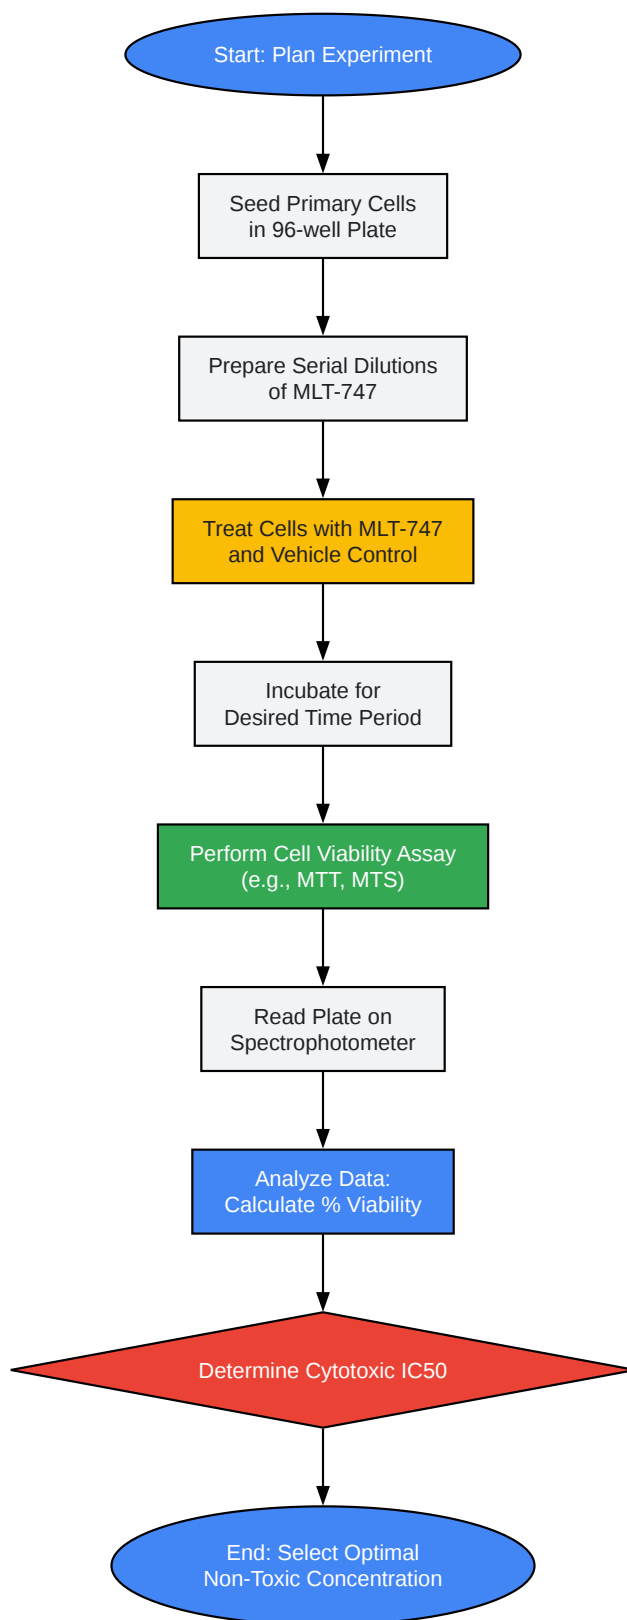 Start: Plan Experiment
Seed Primary Cells
in 96-well Plate
Prepare Serial Dilutions
of MLT-747
Treat Cells with MLT-747
and Vehicle Control
Incubate for
Desired Time Period
Perform Cell Viability Assay
(e.g., MTT, MTS)
Read Plate on
Spectrophotometer
Analyze Data:
Calculate % Viability
Determine Cytotoxic IC50
End: Select Optimal
Non-Toxic Concentration